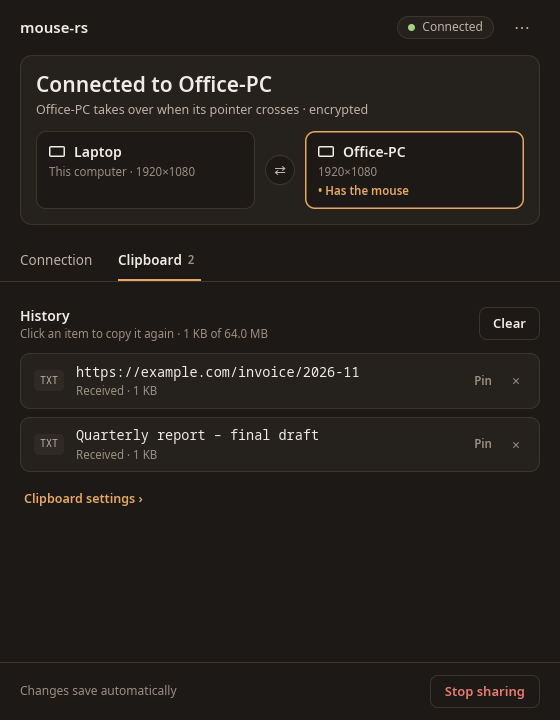 mouse-rs
Connected
⋯
Connected to Office-PC
Office-PC takes over when its pointer crosses · encrypted
Laptop
This computer · 1920×1080
⇄
Office-PC
1920×1080
• Has the mouse
Connection
Clipboard 2
History
Click an item to copy it again · 1 KB of 64.0 MB
Clear
TXT
https://example.com/invoice/2026-11
Received · 1 KB
Pin ×
TXT
Quarterly report – final draft
Received · 1 KB
Pin ×
Clipboard settings ›
Changes save automatically
Stop sharing